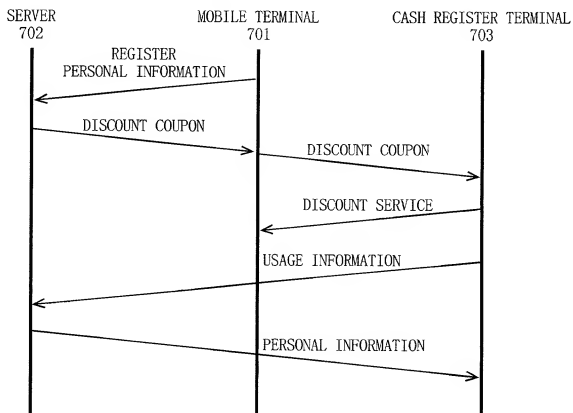 SERVER
702
MOBILE TERMINAL
701
CASH REGISTER TERMINAL
703
REGISTER
PERSONAL INFORMATION
DISCOUNT COUPON
DISCOUNT COUPON
DISCOUNT SERVICE
USAGE INFORMATION
PERSONAL INFORMATION